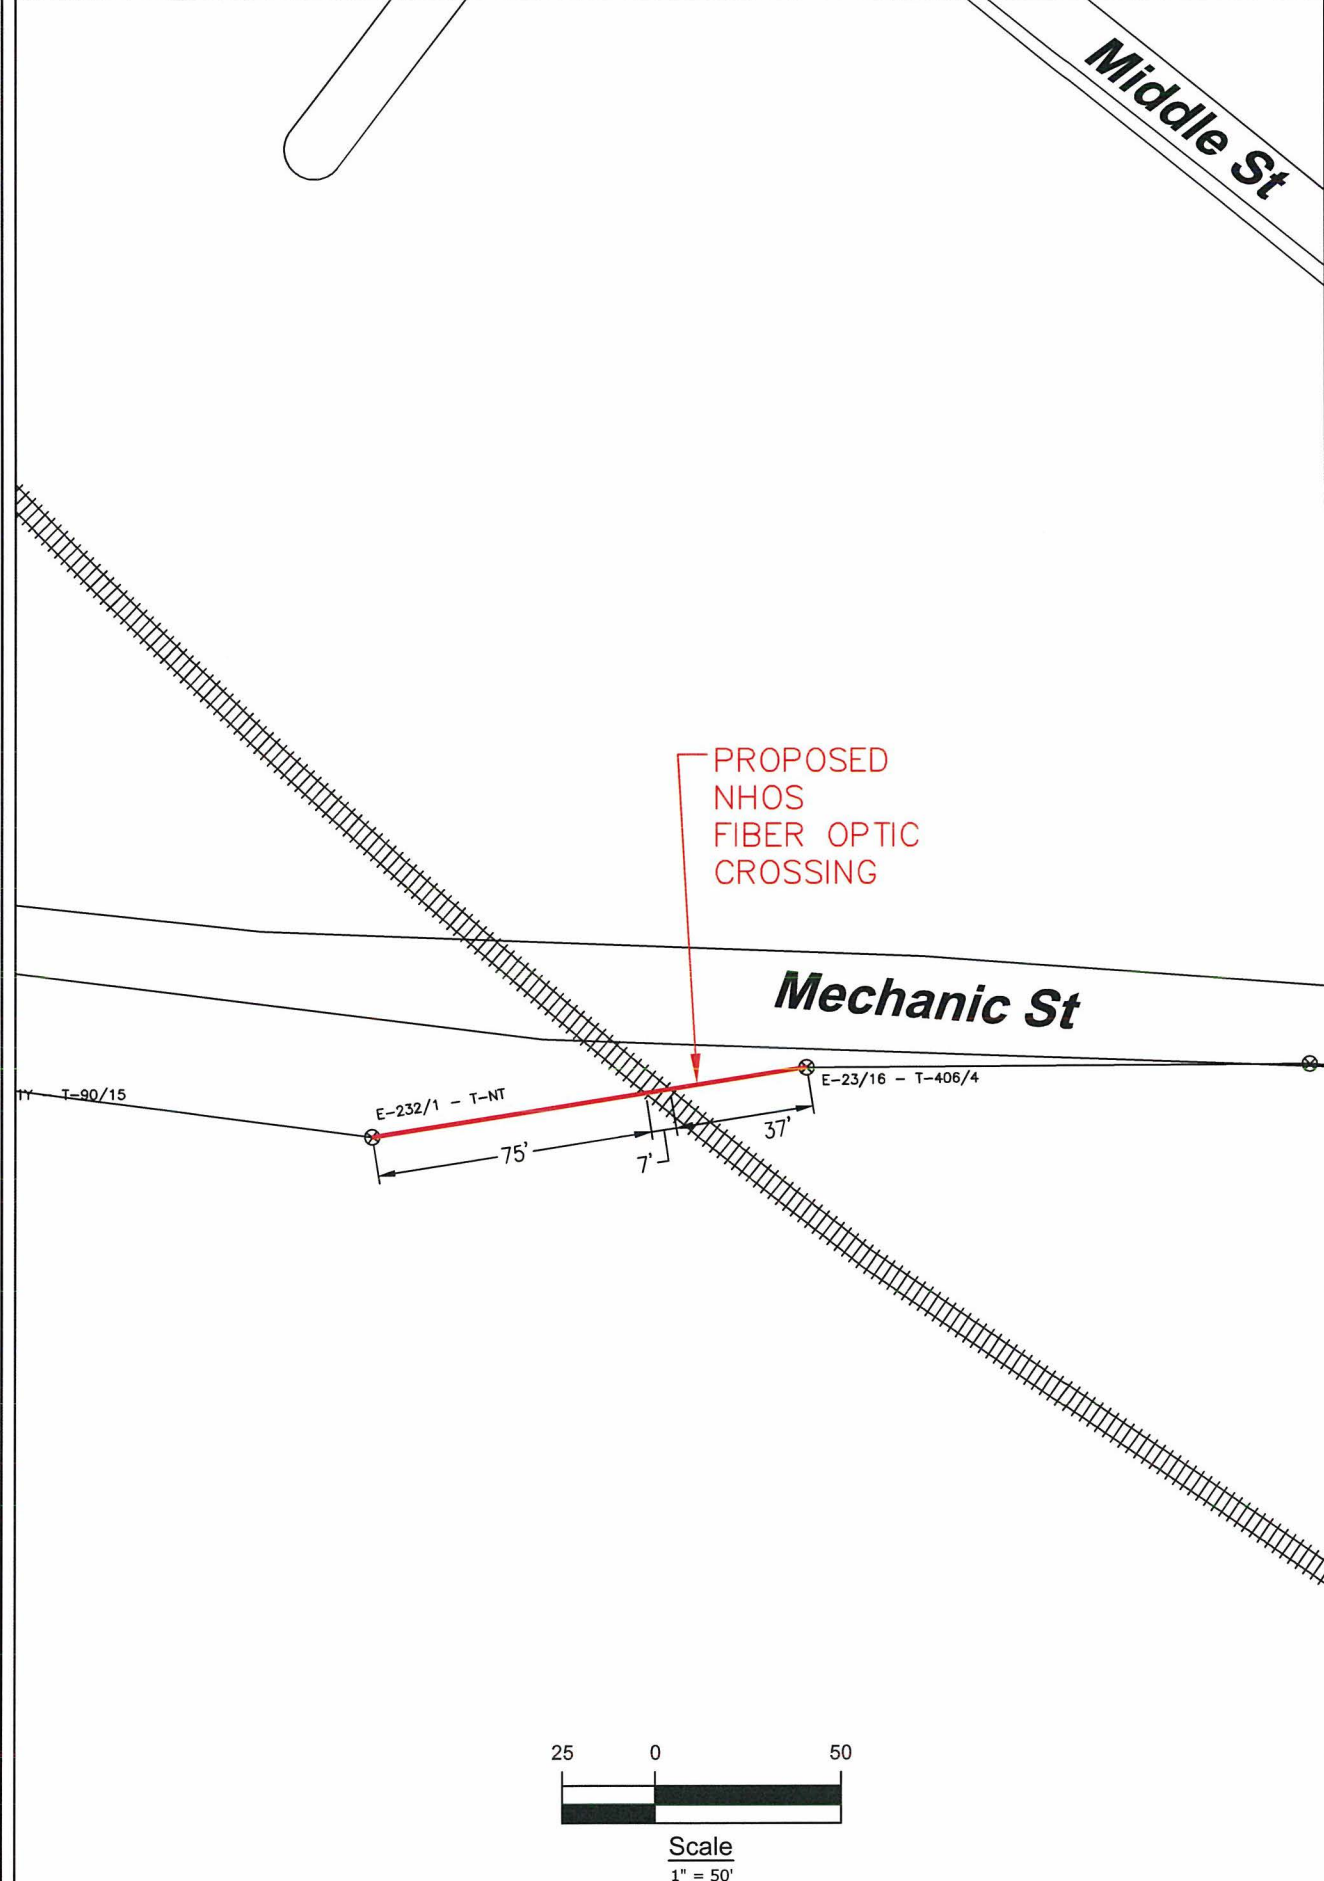 Middle St
PROPOSED
NHOS
FIBER OPTIC
CROSSING
Mechanic St
E-23/16 - T-406/4
T-90/15
E-232/1 - T-NT
75'
7'
37'
25 0 50
Scale
1" = 50'